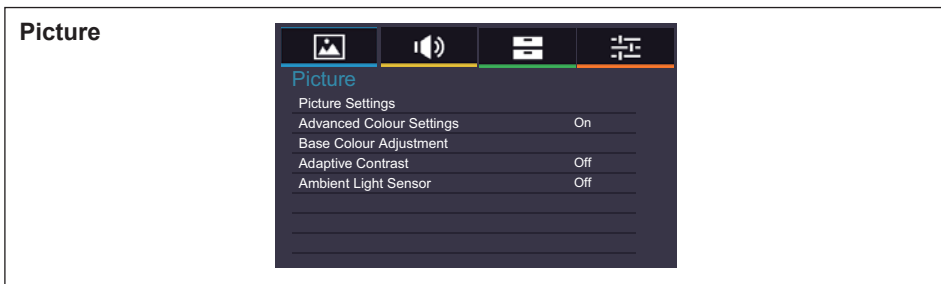 Picture
Picture
Picture Settings
Advanced Colour Settings On
Base Colour Adjustment
Adaptive Contrast Off
Ambient Light Sensor Off